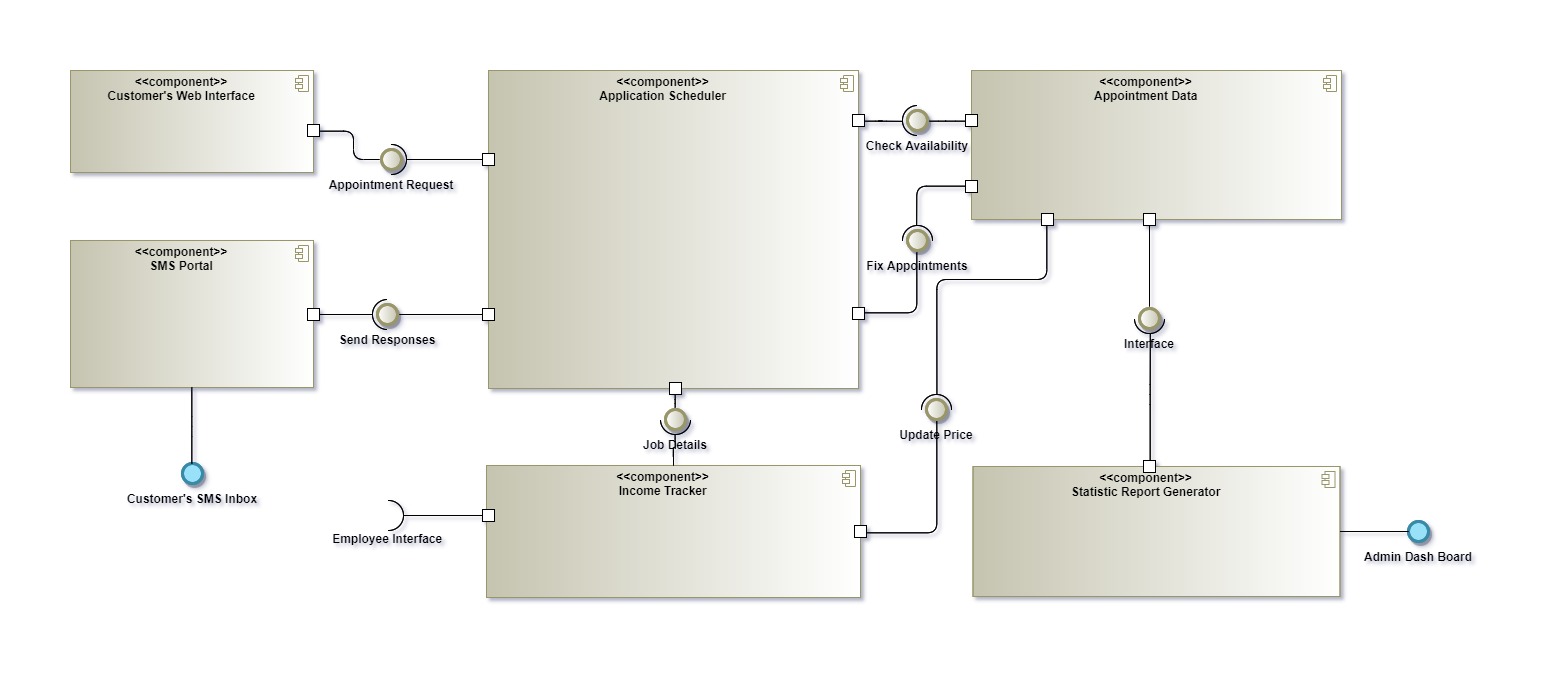 <<component>>
Customer's Web Interface
<<component>>
Application Scheduler
<<component>>
Appointment Data
Check Availability
Appointment Request
<<component>>
SMS Portal
Fix Appointments
Send Responses
Interface
Job Details
Update Price
<<component>>
Income Tracker
<<component>>
Statistic Report Generator
Customer's SMS Inbox
Employee Interface
Admin Dash Board